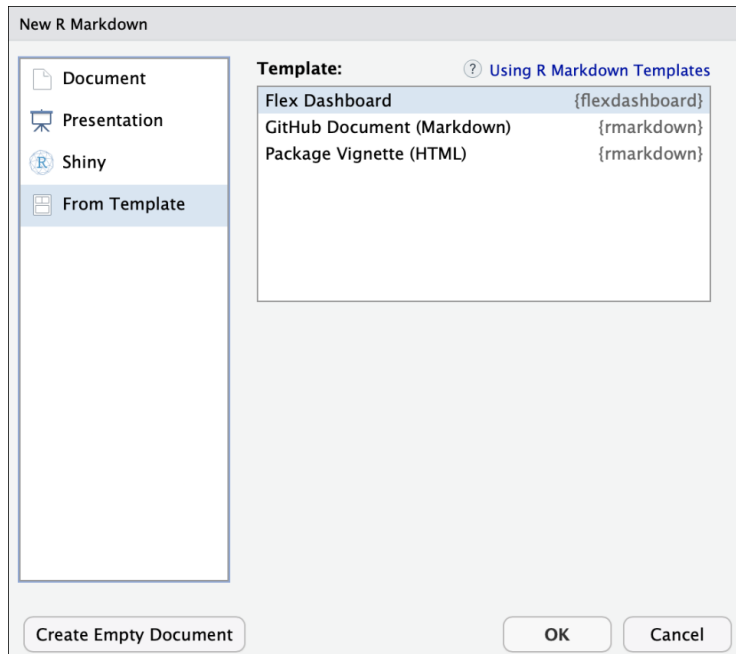 New R Markdown
Document
Presentation
R Shiny
From Template
Template:
? Using R Markdown Templates
Flex Dashboard {flexdashboard}
GitHub Document (Markdown) {rmarkdown}
Package Vignette (HTML) {rmarkdown}
Create Empty Document
OK
Cancel